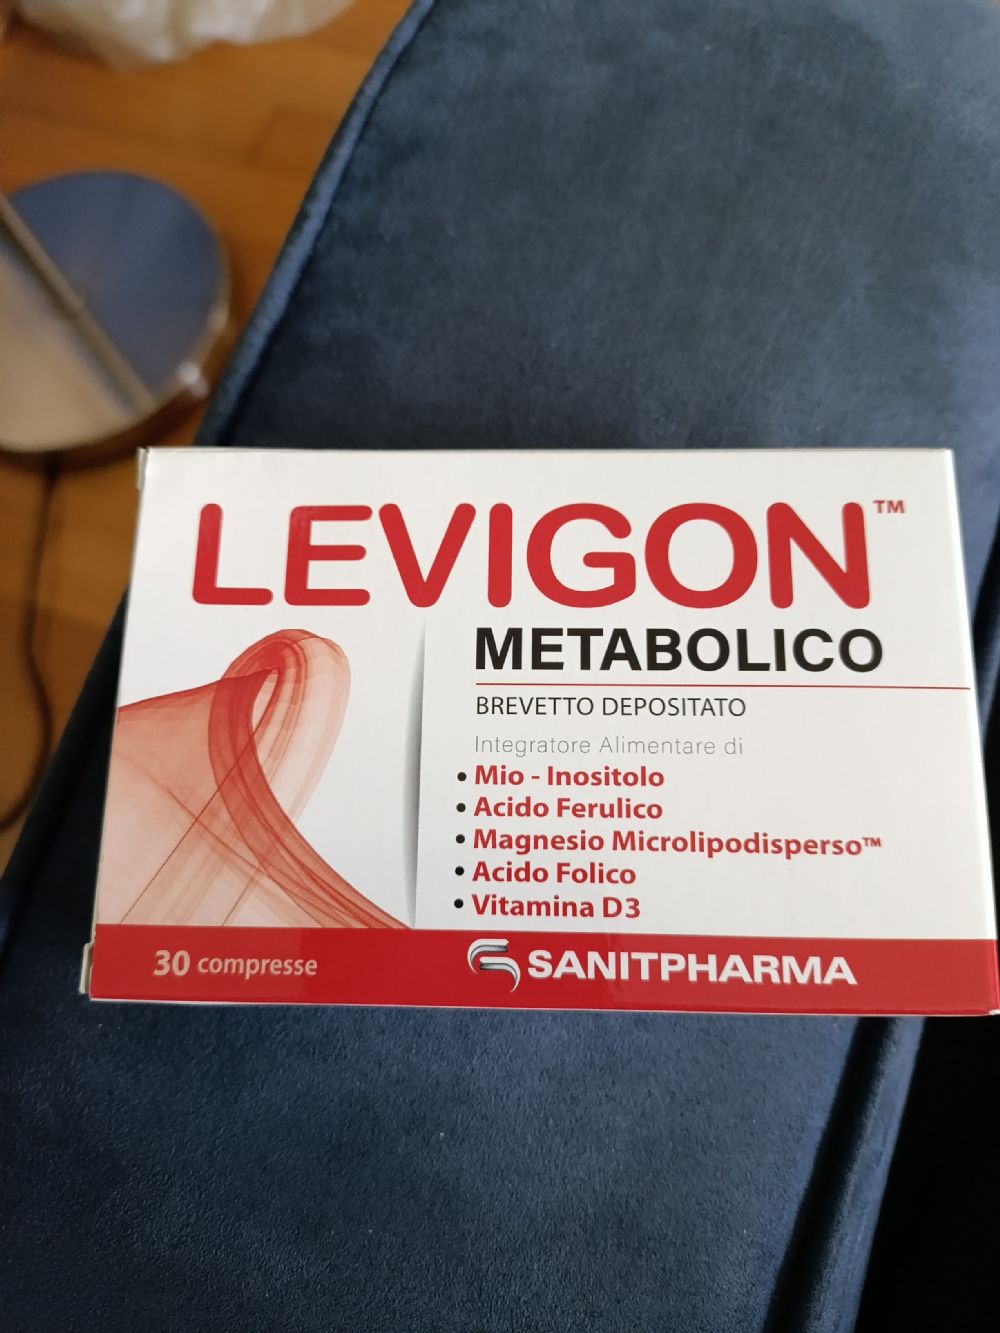 LEVIGON™
METABOLICO
BREVETTO DEPOSITATO
Integratore Alimentare di
• Mio - Inositolo
• Acido Ferulico
• Magnesio Microlipodisperso™
• Acido Folico
• Vitamina D3
30 compresse
SANITPHARMA